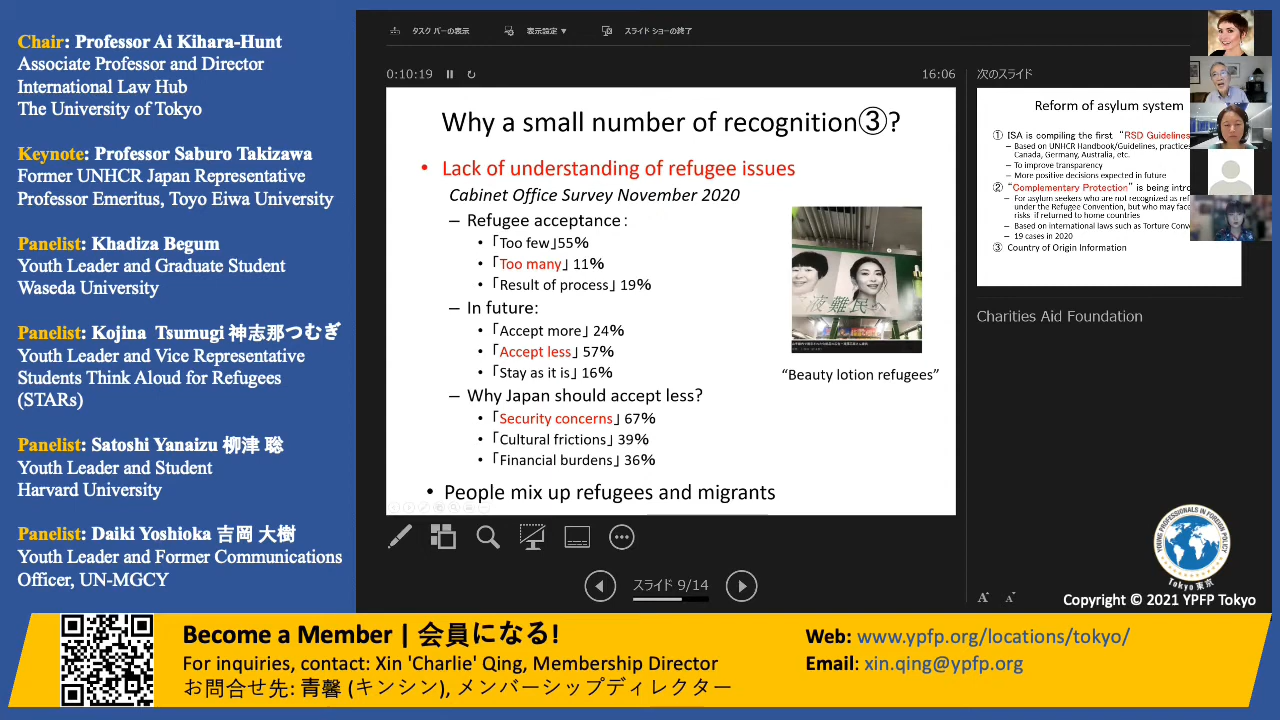 Chair: Professor Ai Kihara-Hunt
Associate Professor and Director
International Law Hub
The University of Tokyo
Keynote: Professor Saburo Takizawa
Former UNHCR Japan Representative
Professor Emeritus, Toyo Eiwa University
Panelist: Khadiza Begum
Youth Leader and Graduate Student
Waseda University
Panelist: Kojina Tsumugi 神志那つむぎ
Youth Leader and Vice Representative
Students Think Aloud for Refugees
(STARs)
Panelist: Satoshi Yanaizu 柳津 聡
Youth Leader and Student
Harvard University
Panelist: Daiki Yoshioka 吉岡 大樹
Youth Leader and Former Communications
Officer, UN-MGCY
タスク バーの表示 表示設定 ▼ スライド ショーの終了
0:10:19 16:06
Why a small number of recognition③?
• Lack of understanding of refugee issues
Cabinet Office Survey November 2020
– Refugee acceptance:
• 「Too few」55%
• 「Too many」 11%
• 「Result of process」 19%
– In future:
• 「Accept more」 24%
• 「Accept less」 57%
• 「Stay as it is」 16%
– Why Japan should accept less?
• 「Security concerns」 67%
• 「Cultural frictions」 39%
• 「Financial burdens」 36%
• People mix up refugees and migrants
液難民へ
“Beauty lotion refugees”
スライド 9/14
次のスライド
Reform of asylum system
① ISA is compiling the first “RSD Guidelines
– Based on UNHCR Handbook/Guidelines, practices
Canada, Germany, Australia, etc.
– To improve transparency
– More positive decisions expected in future
② “Complementary Protection” is being intro
– For asylum seekers who are not recognized as ref
under the Refugee Convention, but who may face
risks if returned to home countries
– Based on international laws such as Torture Conv
– 19 cases in 2020
③ Country of Origin Information
Charities Aid Foundation
YOUNG PROFESSIONALS IN FOREIGN POLICY
Tokyo 東京
A A
Copyright © 2021 YPFP Tokyo
Become a Member | 会員になる!
For inquiries, contact: Xin 'Charlie' Qing, Membership Director
お問合せ先: 青馨 (キンシン), メンバーシップディレクター
Web: www.ypfp.org/locations/tokyo/
Email: xin.qing@ypfp.org